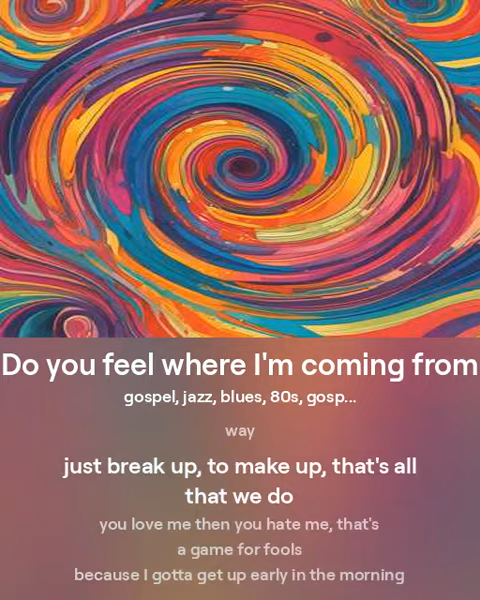 Do you feel where I'm coming from
gospel, jazz, blues, 80s, gosp...
way
just break up, to make up, that's all
that we do
you love me then you hate me, that's
a game for fools
because I gotta get up early in the morning